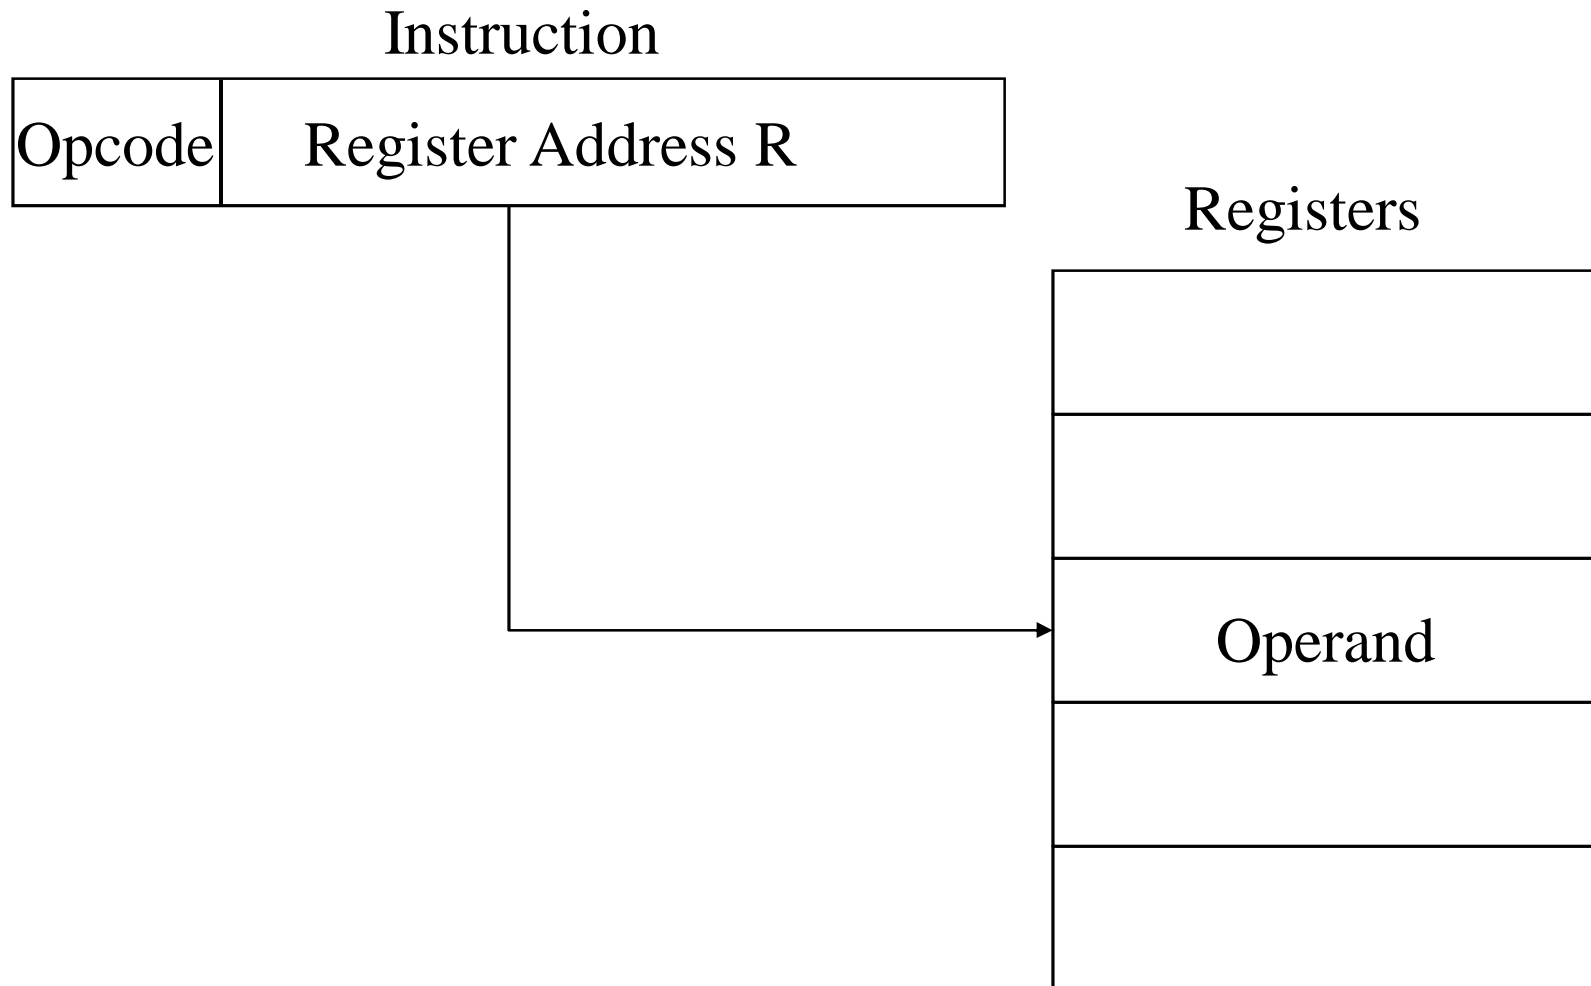 Instruction
Opcode
Register Address R
Registers
Operand